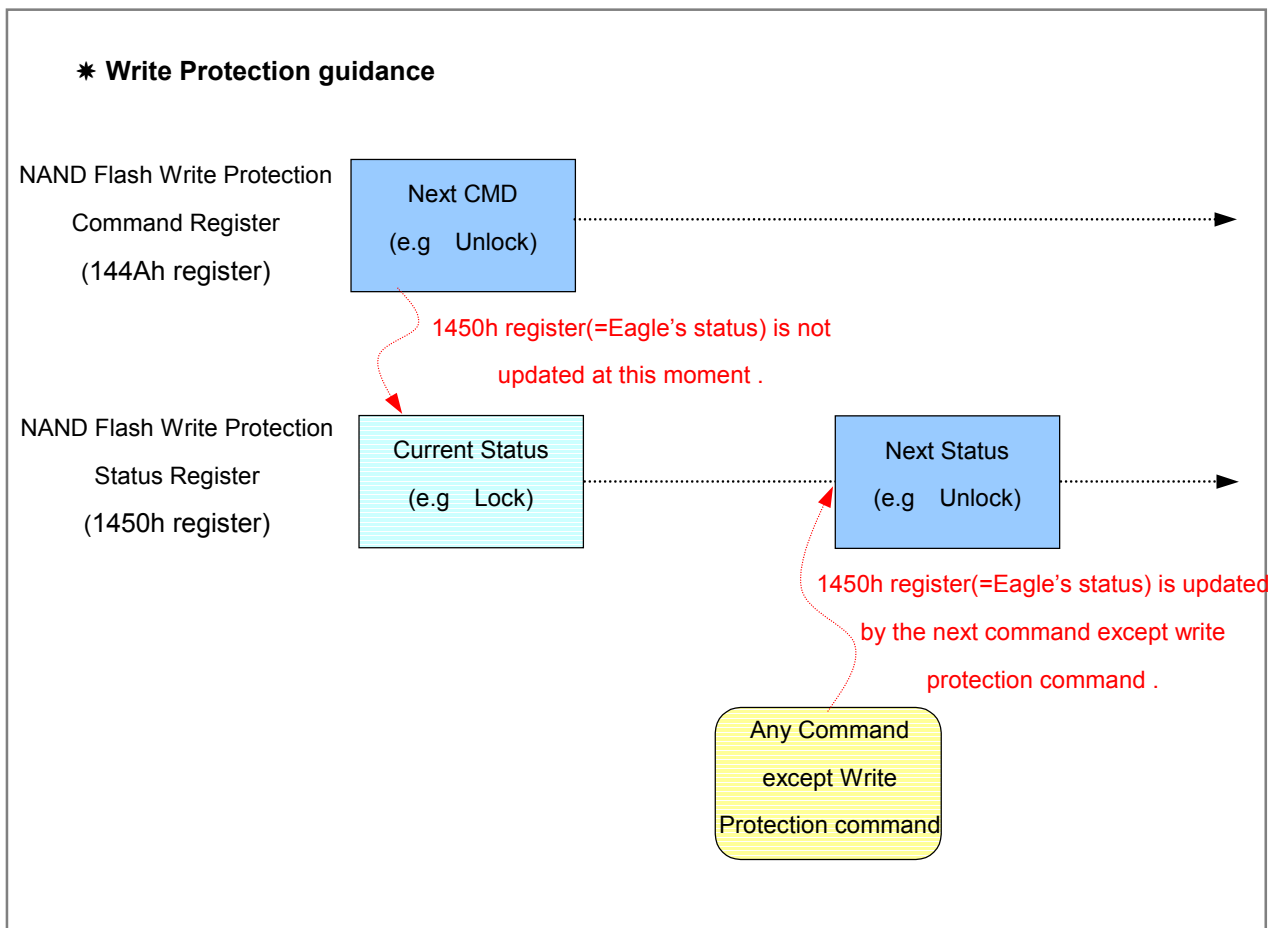 ✷ Write Protection guidance
NAND Flash Write Protection
Command Register
(144Ah register)
Next CMD
(e.g Unlock)
1450h register(=Eagle’s status) is not
updated at this moment .
NAND Flash Write Protection
Status Register
(1450h register)
Current Status
(e.g Lock)
Next Status
(e.g Unlock)
1450h register(=Eagle’s status) is updated
by the next command except write
protection command .
Any Command
except Write
Protection command